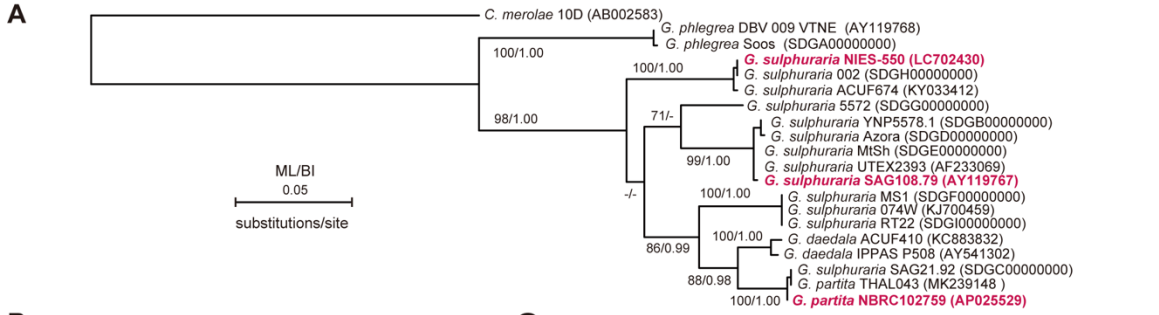 A
C. merolae 10D (AB002583)
G. phlegrea DBV 009 VTNE (AY119768)
100/1.00
G. phlegrea Soos (SDGA00000000)
G. sulphuraria NIES-550 (LC702430)
100/1.00
G. sulphuraria 002 (SDGH00000000)
G. sulphuraria ACUF674 (KY033412)
G. sulphuraria 5572 (SDGG00000000)
98/1.00
71/-
G. sulphuraria YNP5578.1 (SDGB00000000)
G. sulphuraria Azora (SDGD00000000)
G. sulphuraria MtSh (SDGE00000000)
99/1.00
G. sulphuraria UTEX2393 (AF233069)
G. sulphuraria SAG108.79 (AY119767)
ML/BI
0.05
substitutions/site
-/-
100/1.00
G. sulphuraria MS1 (SDGF00000000)
G. sulphuraria 074W (KJ700459)
G. sulphuraria RT22 (SDGI00000000)
86/0.99
100/1.00
G. daedala ACUF410 (KC883832)
G. daedala IPPAS P508 (AY541302)
88/0.98
G. sulphuraria SAG21.92 (SDGC00000000)
G. partita THAL043 (MK239148 )
100/1.00
G. partita NBRC102759 (AP025529)